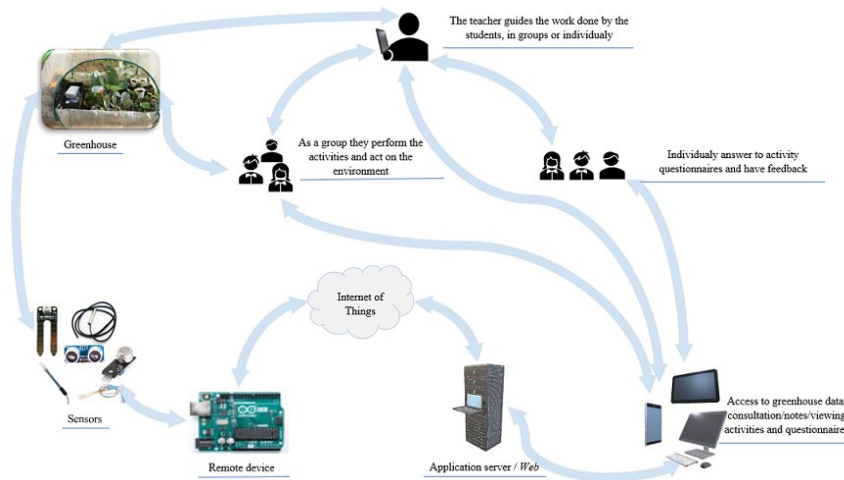 The teacher guides the work done by the
students, in groups or individualy
Greenhouse
As a group they perform the
activities and act on the
environment
Individualy answer to activity
questionnaires and have feedback
Internet of
Things
Sensors
Remote device
Application server / Web
Access to greenhouse data
consultation/notes/viewing
activities and questionnaire